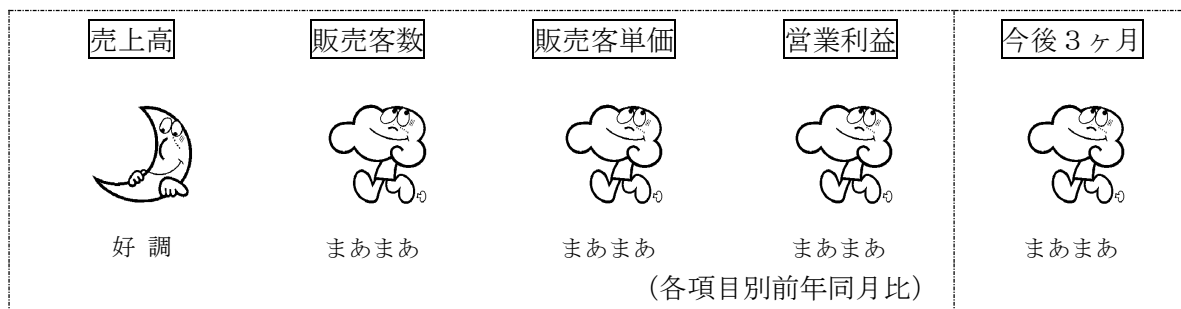 売上高 販売客数 販売客単価 営業利益 今後３ヶ月
好 調 まあまあ まあまあ まあまあ まあまあ
（各項目別前年同月比）